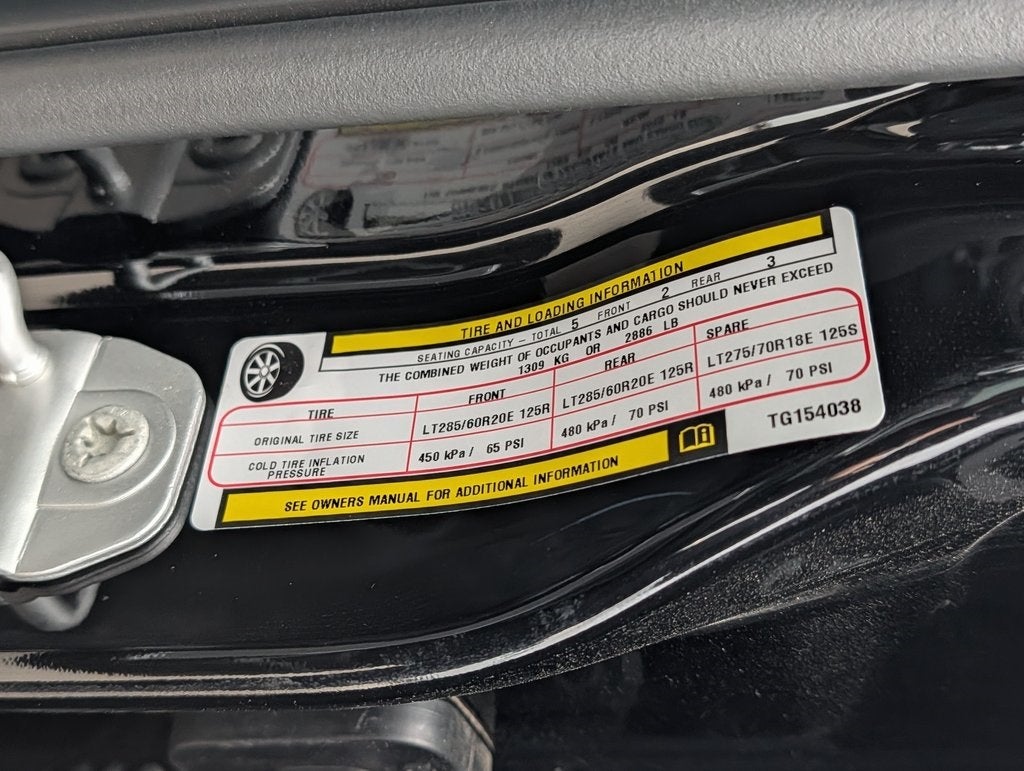 TIRE AND LOADING INFORMATION
SEATING CAPACITY - TOTAL 5 FRONT 2 REAR 3
THE COMBINED WEIGHT OF OCCUPANTS AND CARGO SHOULD NEVER EXCEED
1309 KG OR 2886 LB
TIRE FRONT REAR SPARE
ORIGINAL TIRE SIZE LT285/60R20E 125R LT285/60R20E 125R LT275/70R18E 125S
COLD TIRE INFLATION PRESSURE 450 kPa / 65 PSI 480 kPa / 70 PSI 480 kPa / 70 PSI
SEE OWNERS MANUAL FOR ADDITIONAL INFORMATION
TG154038